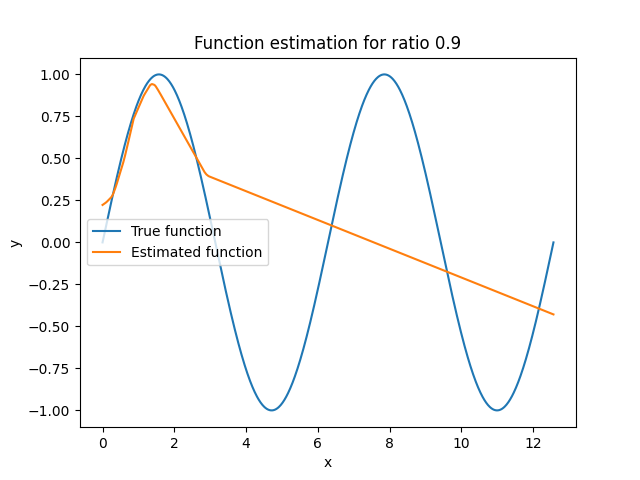 Function estimation for ratio 0.9
1.00
0.75
0.50
0.25
0.00
−0.25
−0.50
−0.75
−1.00
y
True function
Estimated function
0 2 4 6 8 10 12
x